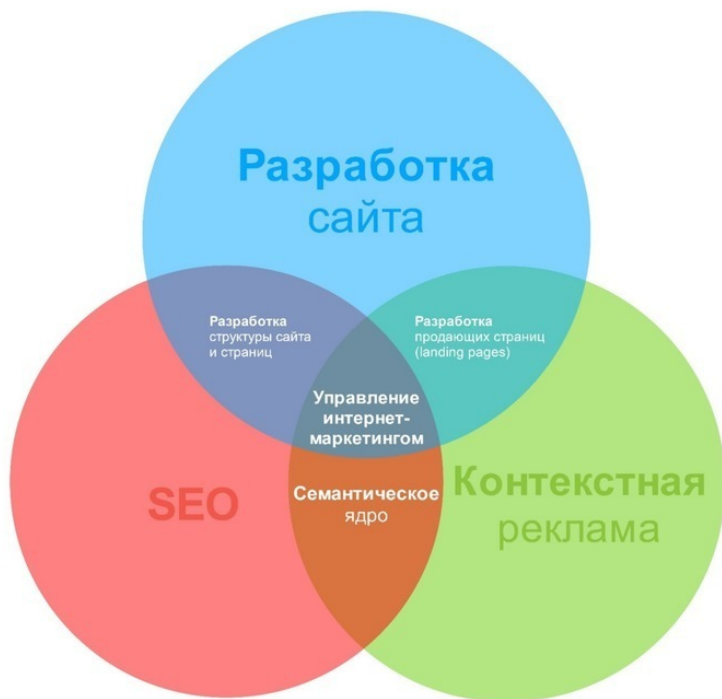 Разработка
сайта
Разработка
структуры сайта
и страниц
Разработка
продающих страниц
(landing pages)
Управление
интернет-
маркетингом
SEO
Семантическое
ядро
Контекстная
реклама